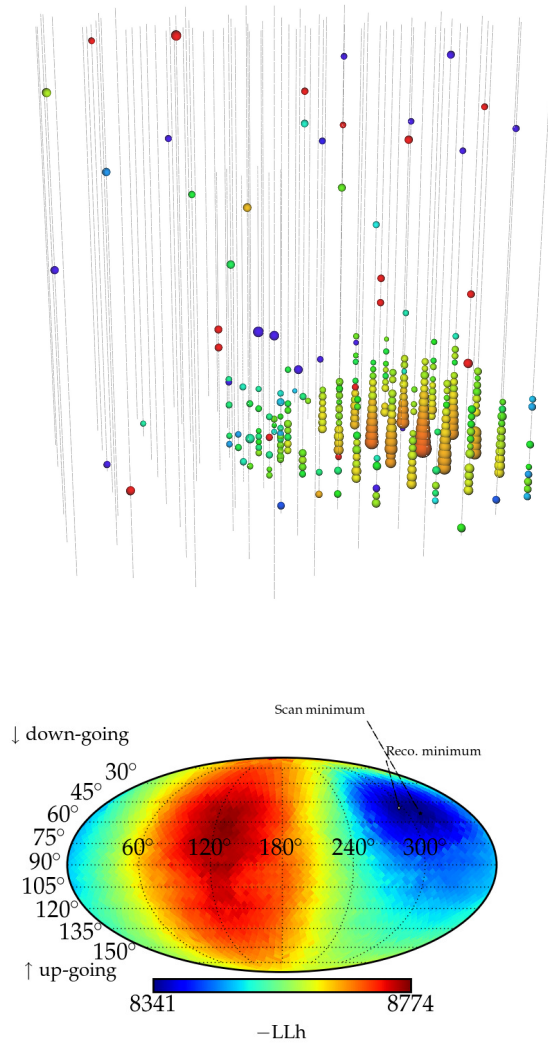 Scan minimum
↓ down-going
Reco. minimum
30°
45°
60°
75°
60° 120° 180° 240° 300°
90°
105°
120°
135°
150°
↑ up-going
8341 8774
−LLh